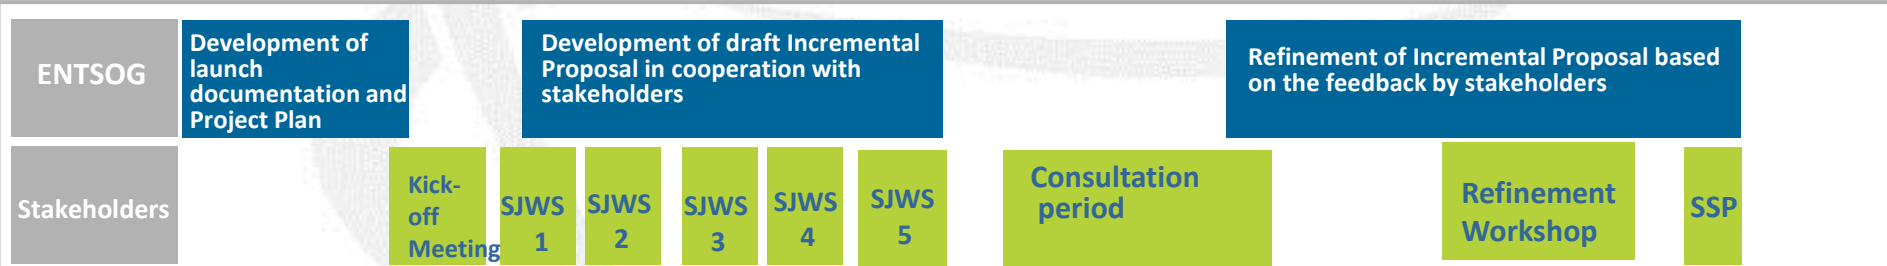 ENTSOG
Development of
launch
documentation and
Project Plan
Development of draft Incremental
Proposal in cooperation with
stakeholders
Refinement of Incremental Proposal based
on the feedback by stakeholders
Stakeholders
Kick-
off
Meeting
SJWS
1
SJWS
2
SJWS
3
SJWS
4
SJWS
5
Consultation
period
Refinement
Workshop
SSP